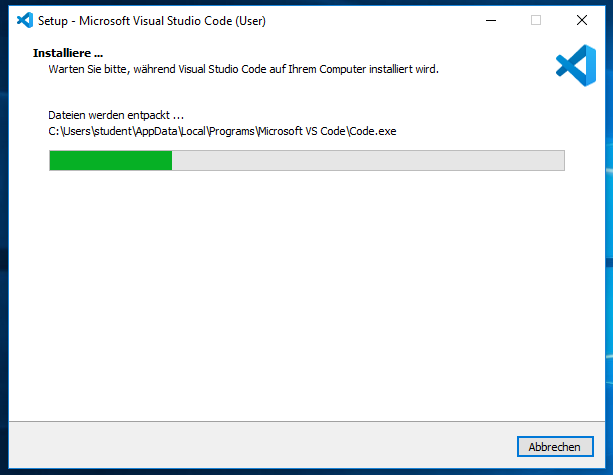 Setup - Microsoft Visual Studio Code (User)
Installiere ...
Warten Sie bitte, während Visual Studio Code auf Ihrem Computer installiert wird.
Dateien werden entpackt ...
C:\Users\student\AppData\Local\Programs\Microsoft VS Code\Code.exe
Abbrechen